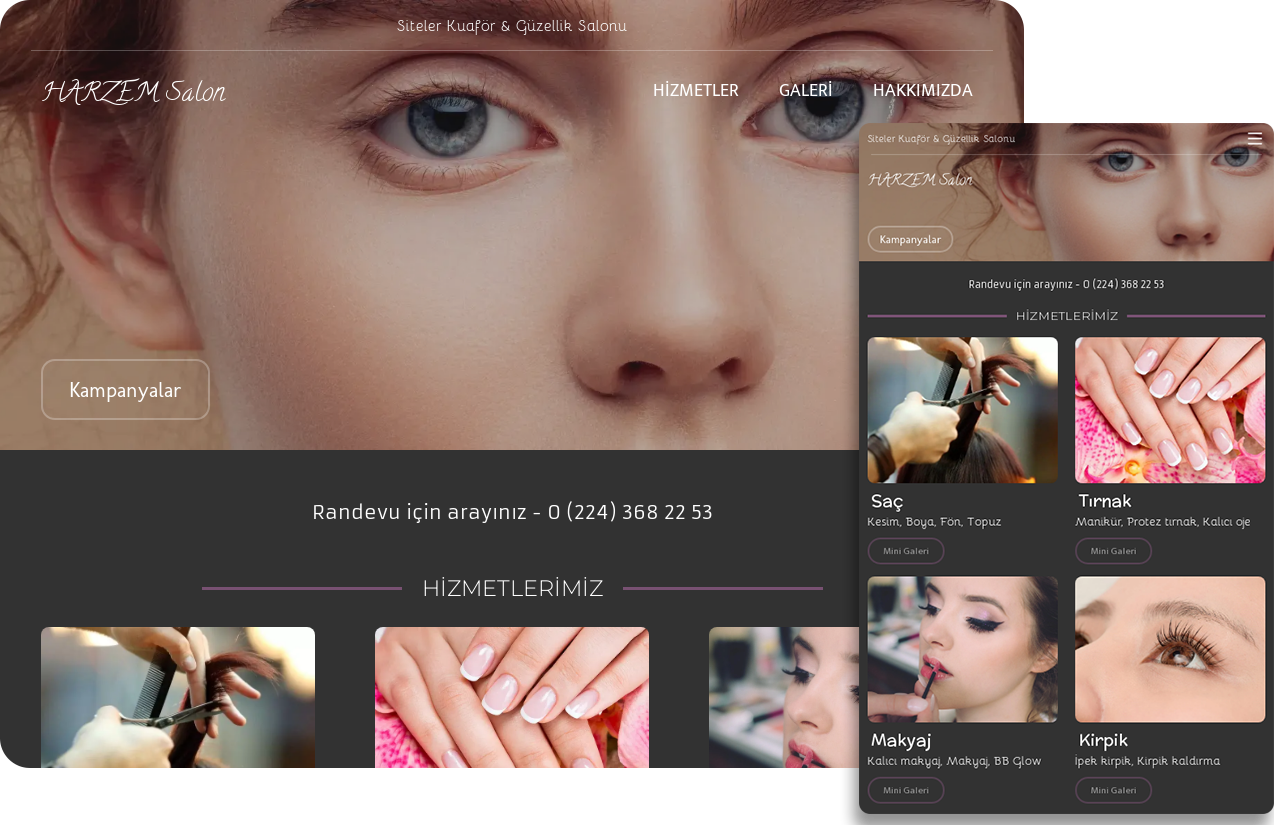 Siteler Kuaför & Güzellik Salonu
HARZEM Salon
HİZMETLER
GALERİ
HAKKIMIZDA
Kampanyalar
Randevu için arayınız - 0 (224) 368 22 53
HİZMETLERİMİZ
Siteler Kuaför & Güzellik Salonu
HARZEM Salon
Kampanyalar
Randevu için arayınız - 0 (224) 368 22 53
HİZMETLERİMİZ
Saç
Kesim, Boya, Fön, Topuz
Mini Galeri
Tırnak
Manikür, Protez tırnak, Kalıcı oje
Mini Galeri
Makyaj
Kalıcı makyaj, Makyaj, BB Glow
Mini Galeri
Kirpik
İpek kirpik, Kirpik kaldırma
Mini Galeri